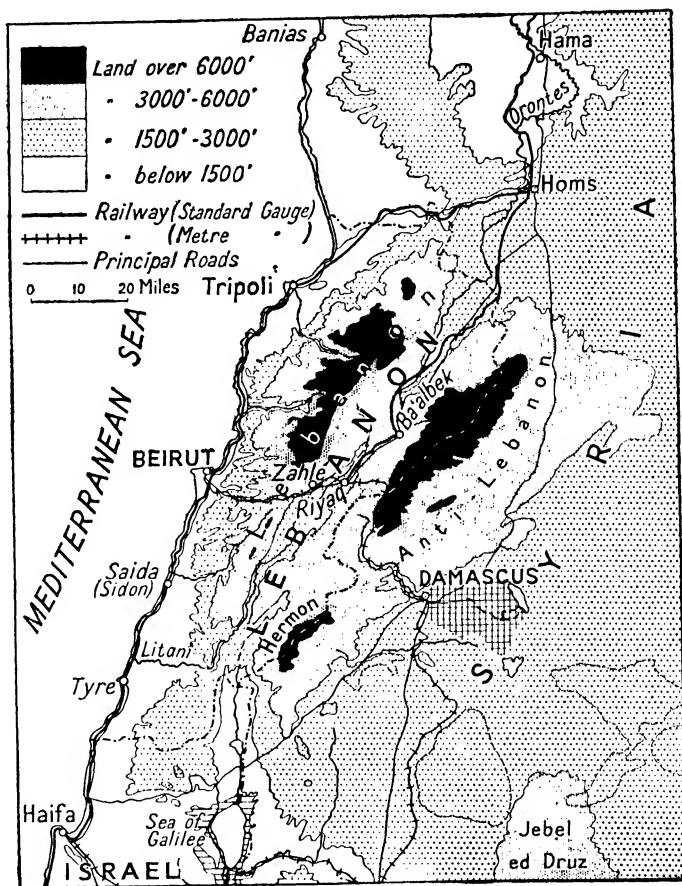 Land over 6000'
" 3000'-6000'
" 1500'-3000'
" below 1500'
Railway (Standard Gauge)
" (Metre ")
Principal Roads
0 10 20 Miles
Banias
Hama
Orontes
Homs
Tripoli
MEDITERRANEAN SEA
Lebanon
LEBANON
Ba'albek
Anti-Lebanon
BEIRUT
Zahle
Riyaq
SYRIA
DAMASCUS
Saida
(Sidon)
Hermon
Litani
Tyre
Haifa
Sea of
Galilee
ISRAEL
Jebel
ed Druz